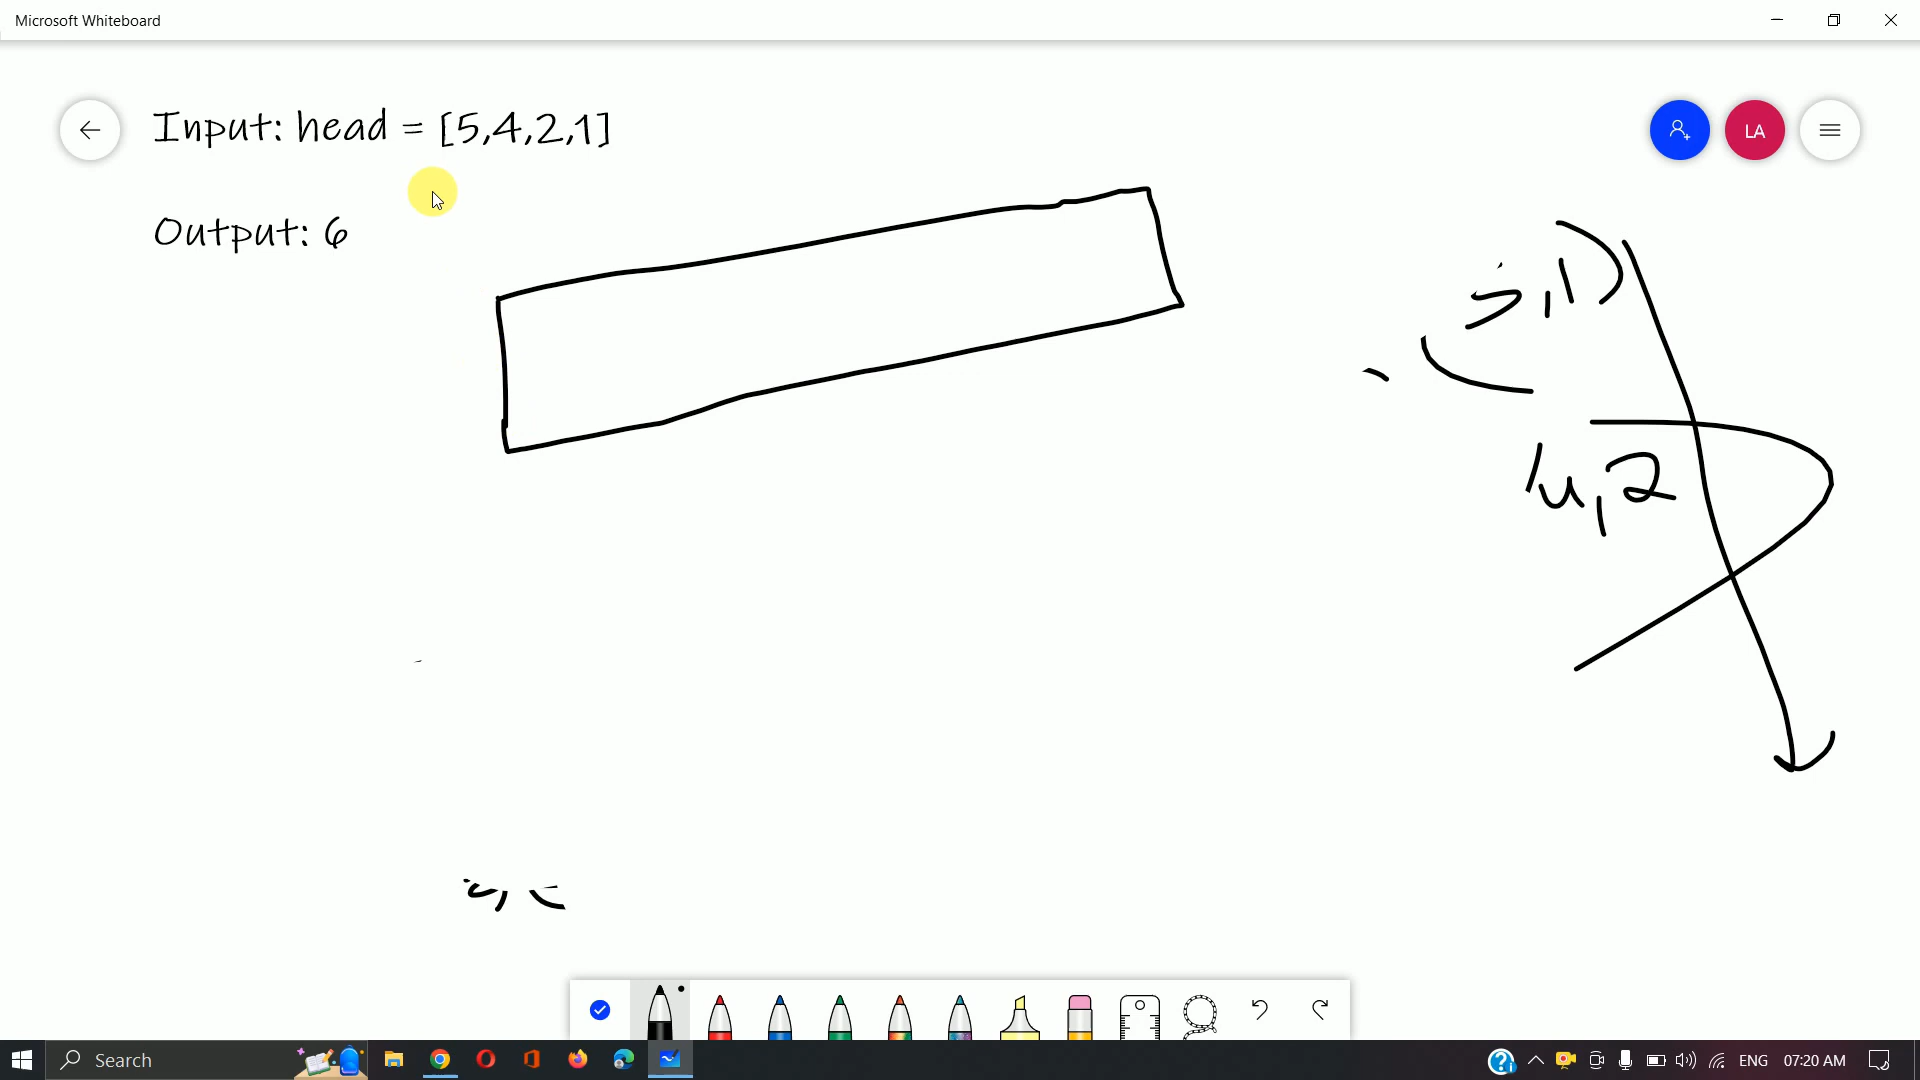 Microsoft Whiteboard
Input: head = [5,4,2,1]
LA
Output: 6
5,1)
4,2
Search
ENG
07:20 AM